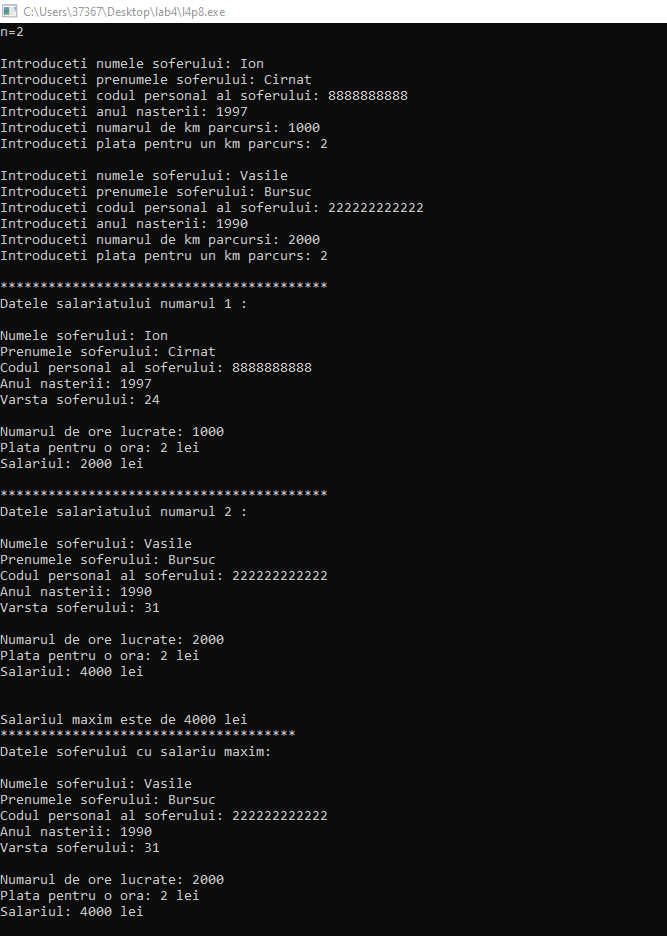 C:\Users\37367\Desktop\lab4\l4p8.exe
n=2
Introduceti numele soferului: Ion
Introduceti prenumele soferului: Cirnat
Introduceti codul personal al soferului: 8888888888
Introduceti anul nasterii: 1997
Introduceti numarul de km parcursi: 1000
Introduceti plata pentru un km parcurs: 2
Introduceti numele soferului: Vasile
Introduceti prenumele soferului: Bursuc
Introduceti codul personal al soferului: 222222222222
Introduceti anul nasterii: 1990
Introduceti numarul de km parcursi: 2000
Introduceti plata pentru un km parcurs: 2
*****************************************
Datele salariatului numarul 1 :
Numele soferului: Ion
Prenumele soferului: Cirnat
Codul personal al soferului: 8888888888
Anul nasterii: 1997
Varsta soferului: 24
Numarul de ore lucrate: 1000
Plata pentru o ora: 2 lei
Salariul: 2000 lei
*****************************************
Datele salariatului numarul 2 :
Numele soferului: Vasile
Prenumele soferului: Bursuc
Codul personal al soferului: 222222222222
Anul nasterii: 1990
Varsta soferului: 31
Numarul de ore lucrate: 2000
Plata pentru o ora: 2 lei
Salariul: 4000 lei
Salariul maxim este de 4000 lei
*************************************
Datele soferului cu salariu maxim:
Numele soferului: Vasile
Prenumele soferului: Bursuc
Codul personal al soferului: 222222222222
Anul nasterii: 1990
Varsta soferului: 31
Numarul de ore lucrate: 2000
Plata pentru o ora: 2 lei
Salariul: 4000 lei